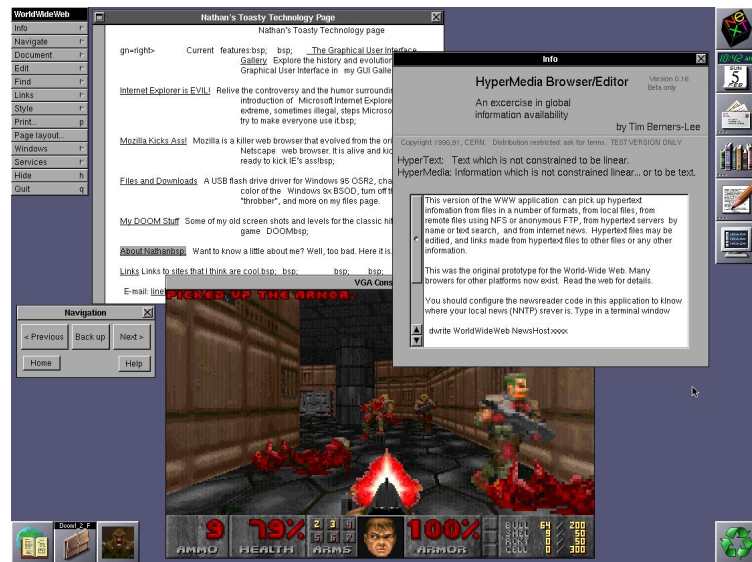 WorldWideWeb
Info
Navigate
Document
Edit
Find
Links
Style
Print... p
Page layout...
Windows
Services
Hide h
Quit q
Nathan's Toasty Technology Page
Nathan's Toasty Technology page
gn=right> Current features:bsp; bsp; The Graphical User Interface
Gallery Explore the history and evolution
Graphical User Interface in my GUI Galle
Internet Explorer is EVIL! Relive the controversy and the humor surroundin
introduction of Microsoft Internet Explore
extreme, sometimes illegal, steps Microso
try to make everyone use it.bsp;
Mozilla Kicks Ass! Mozilla is a killer web browser that evolved from the ori
Netscape web browser. It is alive and kic
ready to kick IE's ass!bsp;
Files and Downloads A USB flash drive driver for Windows 95 OSR2, cha
color of the Windows 9x BSOD, turn off t
"throbber", and more on my files page.
My DOOM Stuff Some of my old screen shots and levels for the classic hit
game DOOMbsp;
About Nathanbsp; Want to know a little about me? Well, too bad. Here it is.
Links Links to sites that I think are cool.bsp; bsp; bsp; bsp;
E-mail: line
Info
HyperMedia Browser/Editor
Version 0.16
Beta only
An excercise in global
information availability
by Tim Berners-Lee
Copyright 1990,91, CERN. Distribution restricted: ask for terms. TEST VERSION ONLY
HyperText: Text which is not constrained to be linear.
HyperMedia: Information which is not constrained linear... or to be text.
This version of the WWW application can pick up hypertext
infomation from files in a number of formats, from local files, from
remote files using NFS or anonymous FTP, from hypertext servers by
name or text search, and from internet news. Hypertext files may be
edited, and links made from hypertext files to other files or any other
information.
This was the original prototype for the World-Wide Web. Many
browers for other platforms now exist. Read the web for details.
You should configure the newsreader code in this application to klnow
where your local news (NNTP) srever is. Type in a terminal window
dwrite WorldWideWeb NewsHost xxxx
Navigation
< Previous Back up Next >
Home Help
VGA Cons
PICKED UP THE ARMOR.
9 79% 2 3 4 100%
5 6 7
BULL 64 / 200
SHEL 9 / 50
RCKT 0 / 50
CELL 0 / 300
AMMO HEALTH ARMS ARMOR
Doom1_2_F
NeXT
10:42 AM
SUN
5
FEB